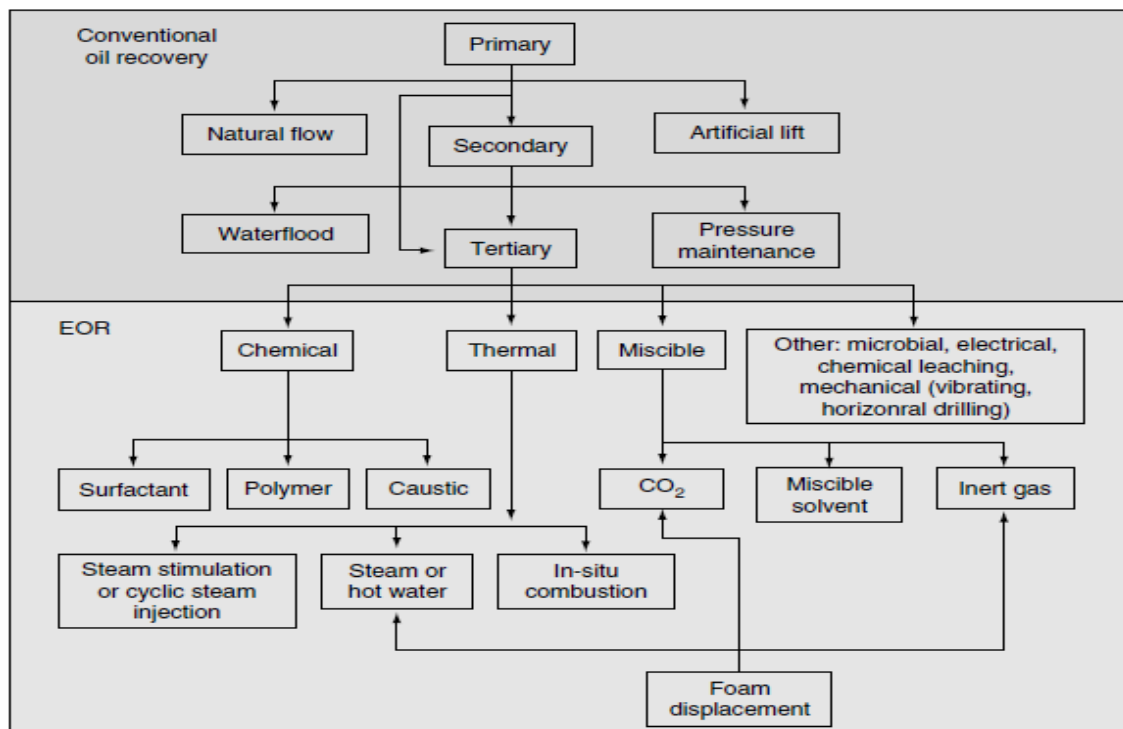 Conventional
oil recovery
Primary
Natural flow
Secondary
Artificial lift
Waterflood
Tertiary
Pressure
maintenance
EOR
Chemical
Thermal
Miscible
Other: microbial, electrical,
chemical leaching,
mechanical (vibrating,
horizonral drilling)
Surfactant
Polymer
Caustic
CO₂
Miscible
solvent
Inert gas
Steam stimulation
or cyclic steam
injection
Steam or
hot water
In-situ
combustion
Foam
displacement